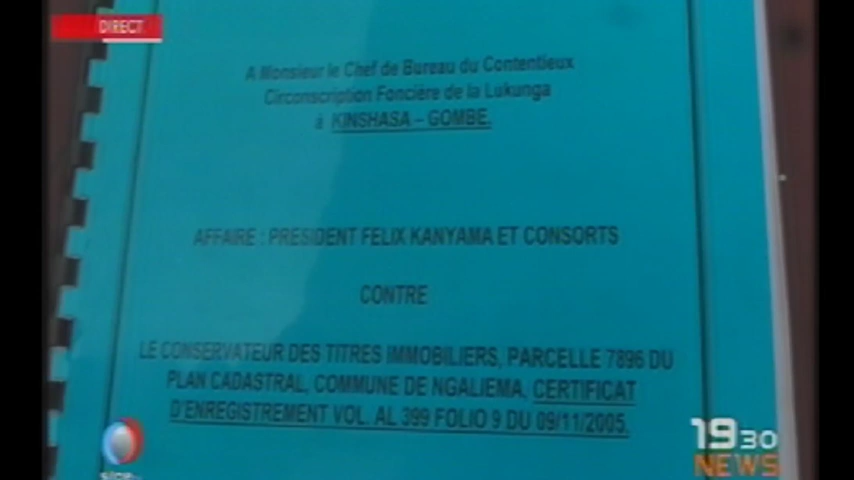 DIRECT
A Monsieur le Chef de Bureau du Contentieux
Circonscription Foncière de la Lukunga
à KINSHASA – GOMBE.
AFFAIRE : PRESIDENT FELIX KANYAMA ET CONSORTS
CONTRE
LE CONSERVATEUR DES TITRES IMMOBILIERS, PARCELLE 7896 DU
PLAN CADASTRAL, COMMUNE DE NGALIEMA, CERTIFICAT
D'ENREGISTREMENT VOL. AL 399 FOLIO 9 DU 09/11/2005.
19 30
NEWS